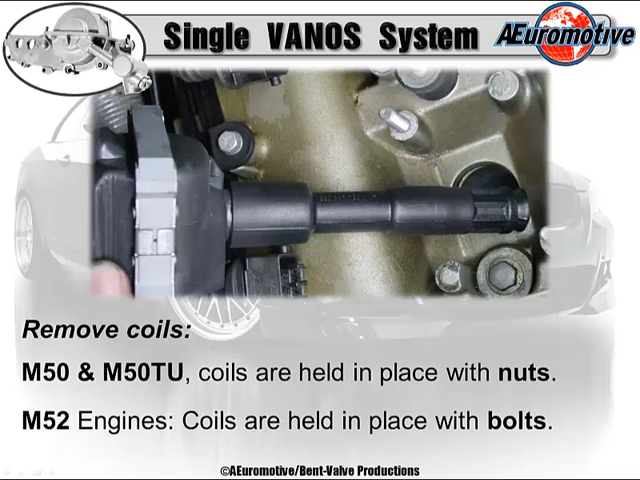 Single VANOS System
AEuromotive
Remove coils:
M50 & M50TU, coils are held in place with nuts.
M52 Engines: Coils are held in place with bolts.
©AEuromotive/Bent-Valve Productions